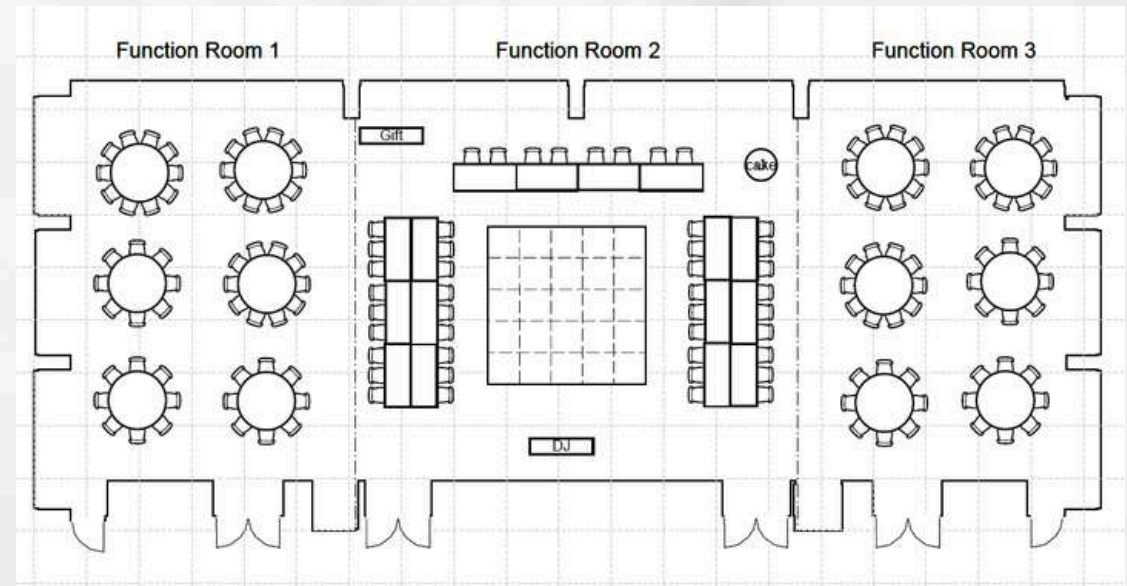 Function Room 1
Function Room 2
Function Room 3
Gift
cake
DJ